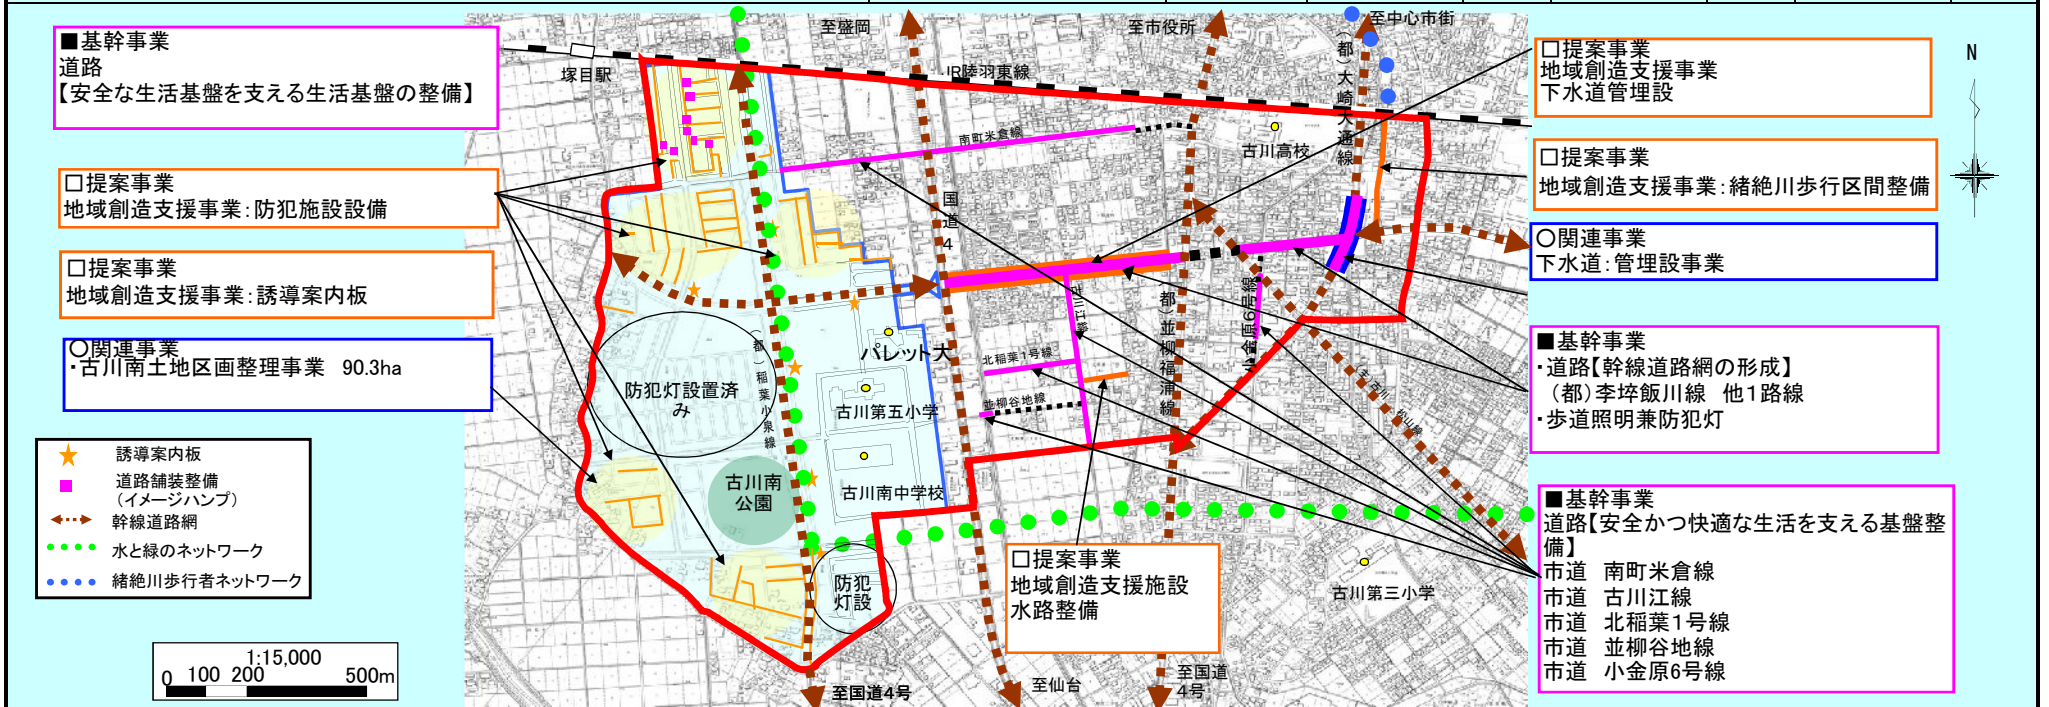 ■基幹事業
道路
【安全な生活基盤を支える生活基盤の整備】
□提案事業
地域創造支援事業:防犯施設設備
□提案事業
地域創造支援事業:誘導案内板
○関連事業
・古川南土地区画整理事業 90.3ha
誘導案内板
道路舗装整備
(イメージハンプ)
幹線道路網
水と緑のネットワーク
緒絶川歩行者ネットワーク
1:15,000
0 100 200 500m
至盛岡
至市役所
至中心市街
塚目駅
JR陸羽東線
(都)大崎大通線
南町米倉線
古川高校
国道4
古川江線
(都)並柳福浦線
小金原6号線
北稲葉1号線
並柳谷地線
パレット大
(都)稲葉小泉線
防犯灯設置済
み
古川第五小学
古川南
公園
古川南中学校
防犯
灯設
古川第三小学
至国道4号
至仙台
至国道
4号
□提案事業
地域創造支援施設
水路整備
□提案事業
地域創造支援事業
下水道管埋設
□提案事業
地域創造支援事業:緒絶川歩行区間整備
○関連事業
下水道:管埋設事業
■基幹事業
・道路【幹線道路網の形成】
(都)李埣飯川線 他1路線
・歩道照明兼防犯灯
■基幹事業
道路【安全かつ快適な生活を支える基盤整
備】
市道 南町米倉線
市道 古川江線
市道 北稲葉1号線
市道 並柳谷地線
市道 小金原6号線
N